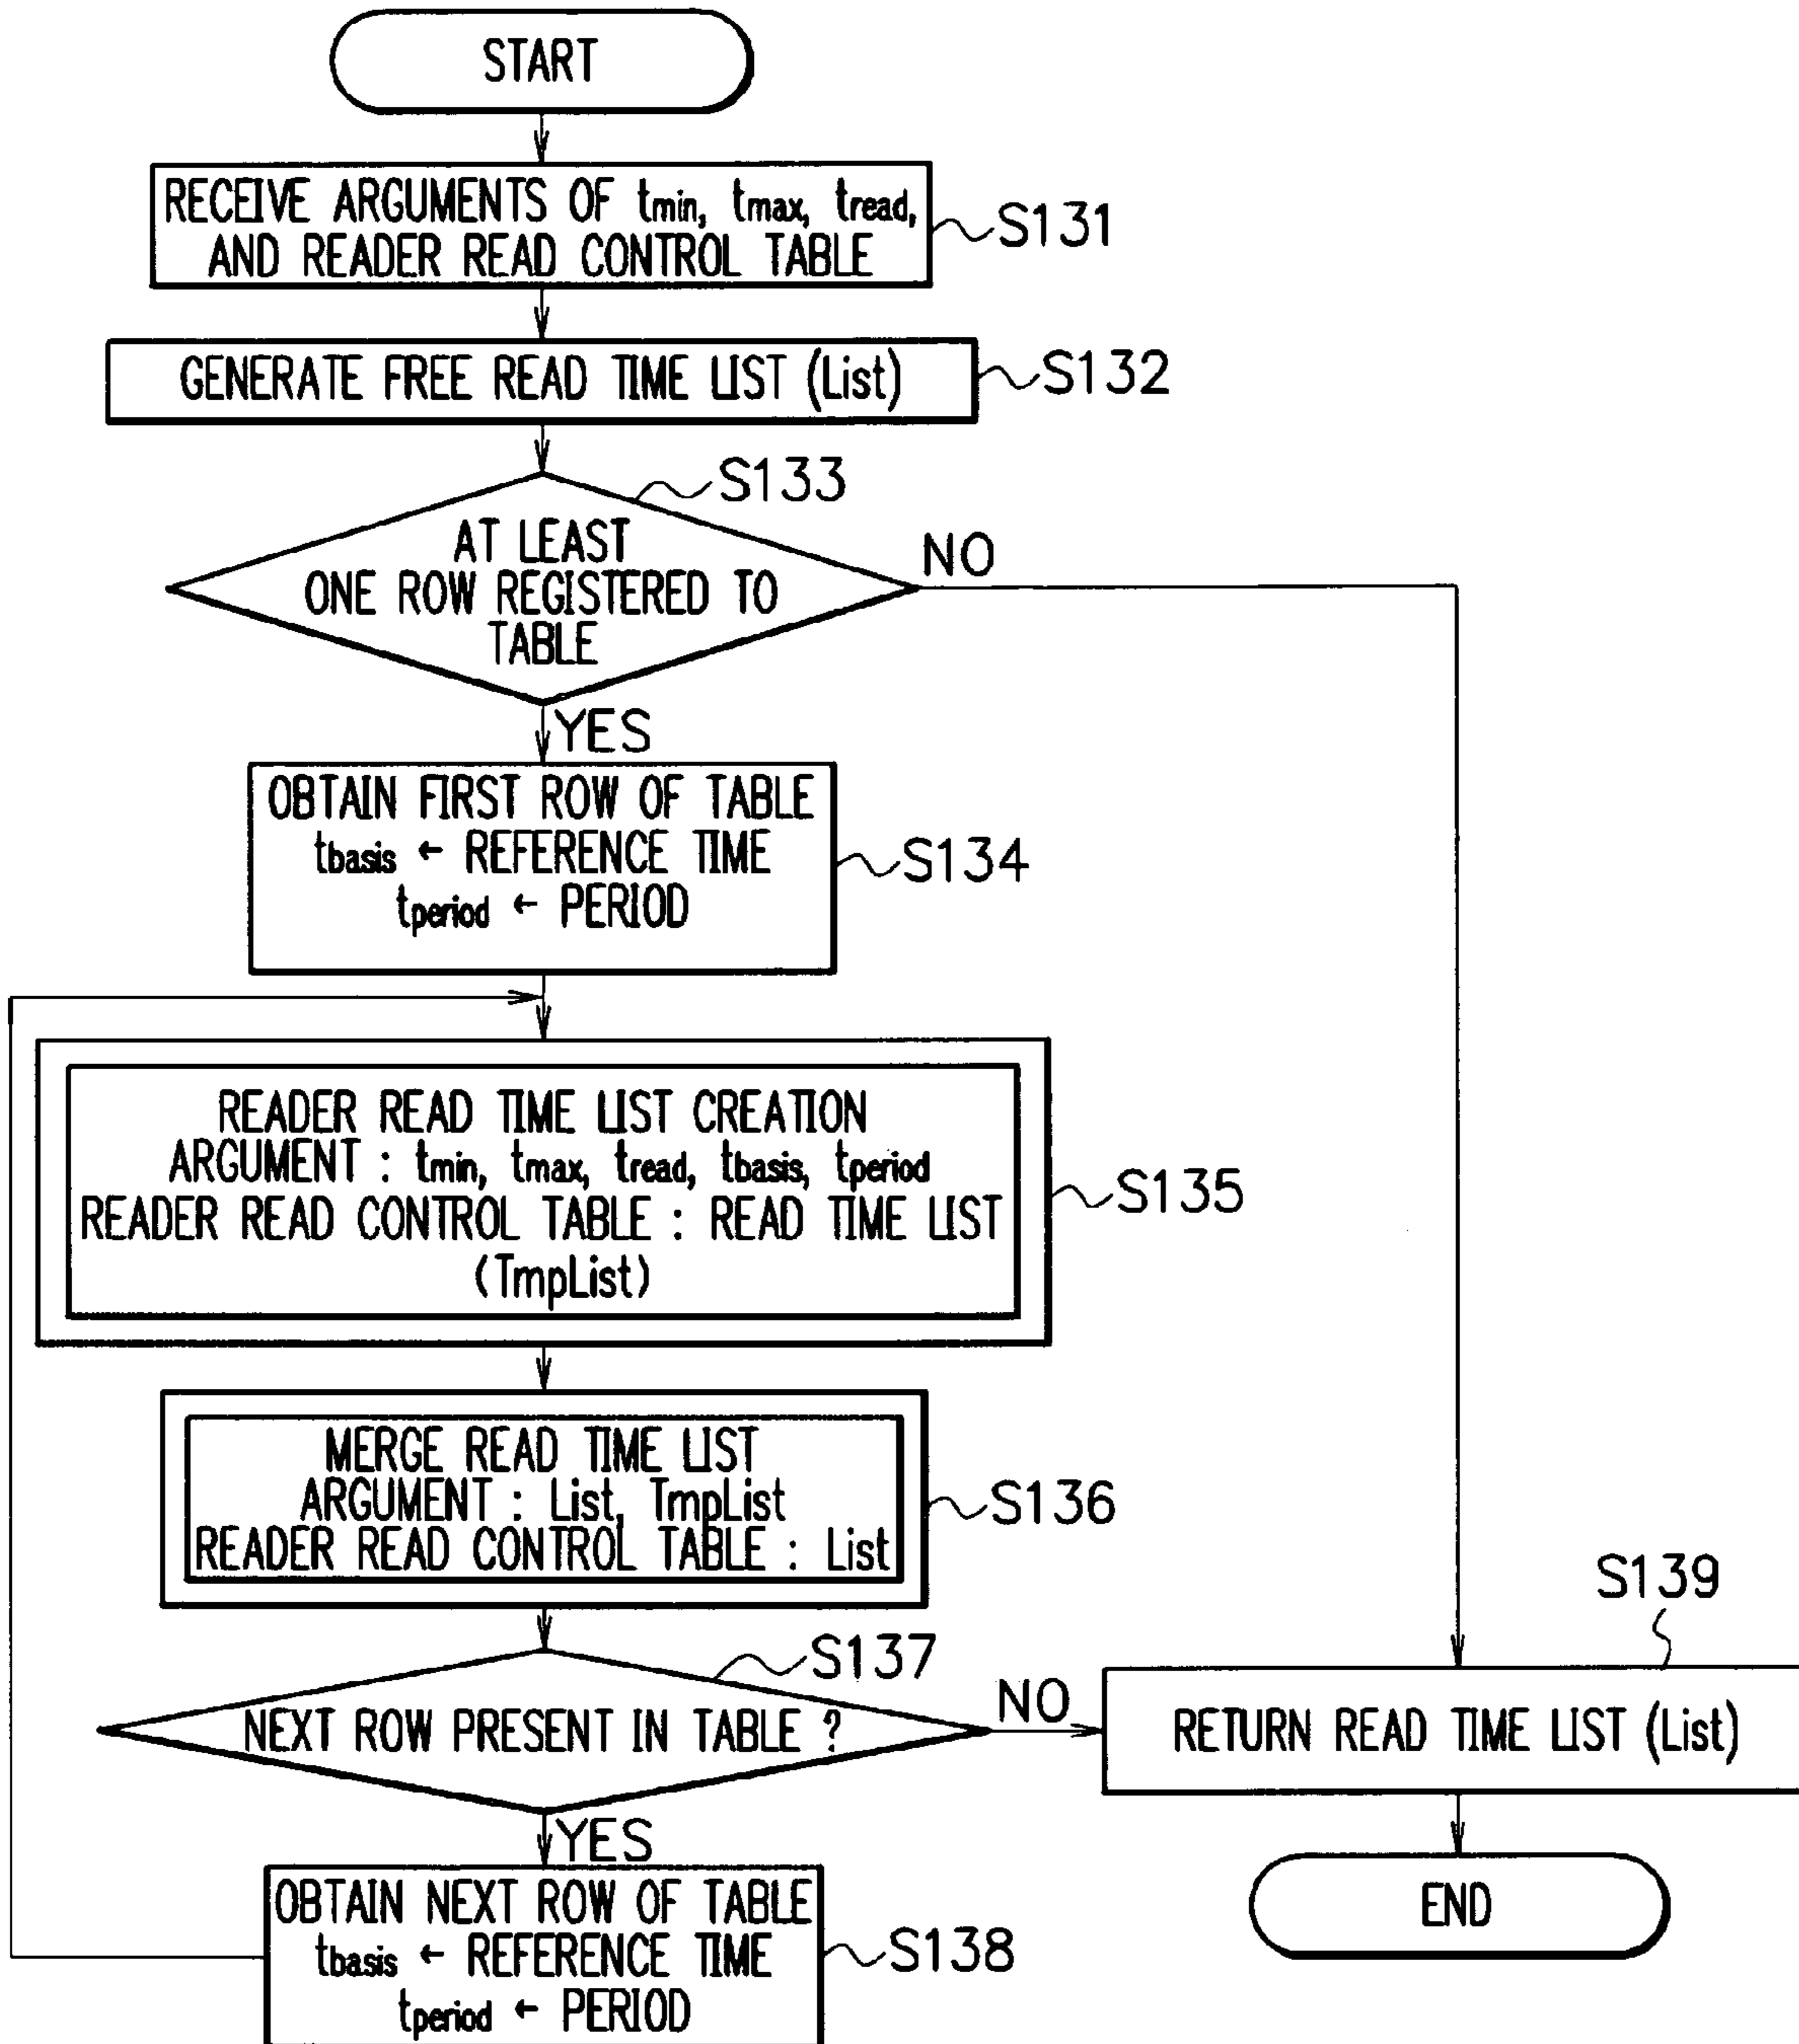 START
RECEIVE ARGUMENTS OF tmin, tmax, tread,
AND READER READ CONTROL TABLE
S131
GENERATE FREE READ TIME LIST (List)
S132
S133
AT LEAST
ONE ROW REGISTERED TO
TABLE
NO
YES
OBTAIN FIRST ROW OF TABLE
tbasis ← REFERENCE TIME
tperiod ← PERIOD
S134
READER READ TIME LIST CREATION
ARGUMENT : tmin, tmax, tread, tbasis, tperiod
READER READ CONTROL TABLE : READ TIME LIST
(TmpList)
S135
MERGE READ TIME LIST
ARGUMENT : List, TmpList
READER READ CONTROL TABLE : List
S136
S137
NEXT ROW PRESENT IN TABLE ?
NO
YES
S139
RETURN READ TIME LIST (List)
OBTAIN NEXT ROW OF TABLE
tbasis ← REFERENCE TIME
tperiod ← PERIOD
S138
END